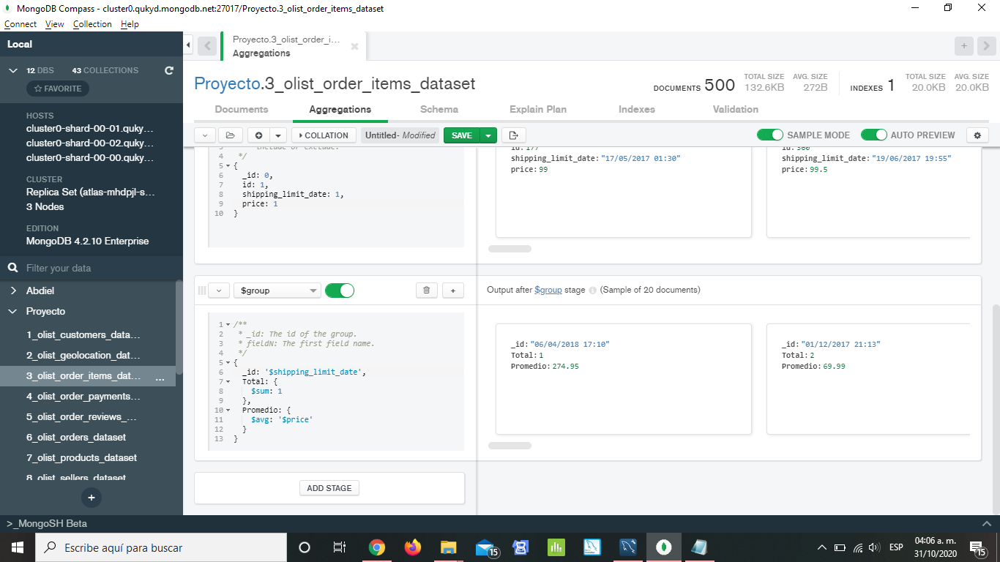 MongoDB Compass - cluster0.qukyd.mongodb.net:27017/Proyecto.3_olist_order_items_dataset
Connect View Collection Help
Local
Proyecto.3_olist_order_i...
Aggregations
12 DBS 43 COLLECTIONS
FAVORITE
Proyecto.3_olist_order_items_dataset
DOCUMENTS 500 TOTAL SIZE 132.6KB AVG. SIZE 272B INDEXES 1 TOTAL SIZE 20.0KB AVG. SIZE 20.0KB
Documents Aggregations Schema Explain Plan Indexes Validation
COLLATION Untitled- Modified SAVE SAMPLE MODE AUTO PREVIEW
HOSTS
cluster0-shard-00-01.quky...
cluster0-shard-00-02.quky...
cluster0-shard-00-00.quky...
CLUSTER
Replica Set (atlas-mhdpjl-s...
3 Nodes
EDITION
MongoDB 4.2.10 Enterprise
Filter your data
Abdiel
Proyecto
1_olist_customers_data...
2_olist_geolocation_dat...
3_olist_order_items_dat... ...
4_olist_order_payments...
5_olist_order_reviews_...
6_olist_orders_dataset
7_olist_products_dataset
8_olist_sellers_dataset
+
3 include or exclude.
4 */
5 {
6 _id: 0,
7 id: 1,
8 shipping_limit_date: 1,
9 price: 1
10 }
id: 177
shipping_limit_date: "17/05/2017 01:30"
price: 99
id: 360
shipping_limit_date: "19/06/2017 19:55"
price: 99.5
$group
Output after $group stage (Sample of 20 documents)
1 /**
2 * _id: The id of the group.
3 * fieldN: The first field name.
4 */
5 {
6 _id: '$shipping_limit_date',
7 Total: {
8 $sum: 1
9 },
10 Promedio: {
11 $avg: '$price'
12 }
13 }
_id: "06/04/2018 17:10"
Total: 1
Promedio: 274.95
_id: "01/12/2017 21:13"
Total: 2
Promedio: 69.99
ADD STAGE
>_MongoSH Beta
Escribe aquí para buscar
15
ESP
04:06 a. m.
31/10/2020
15